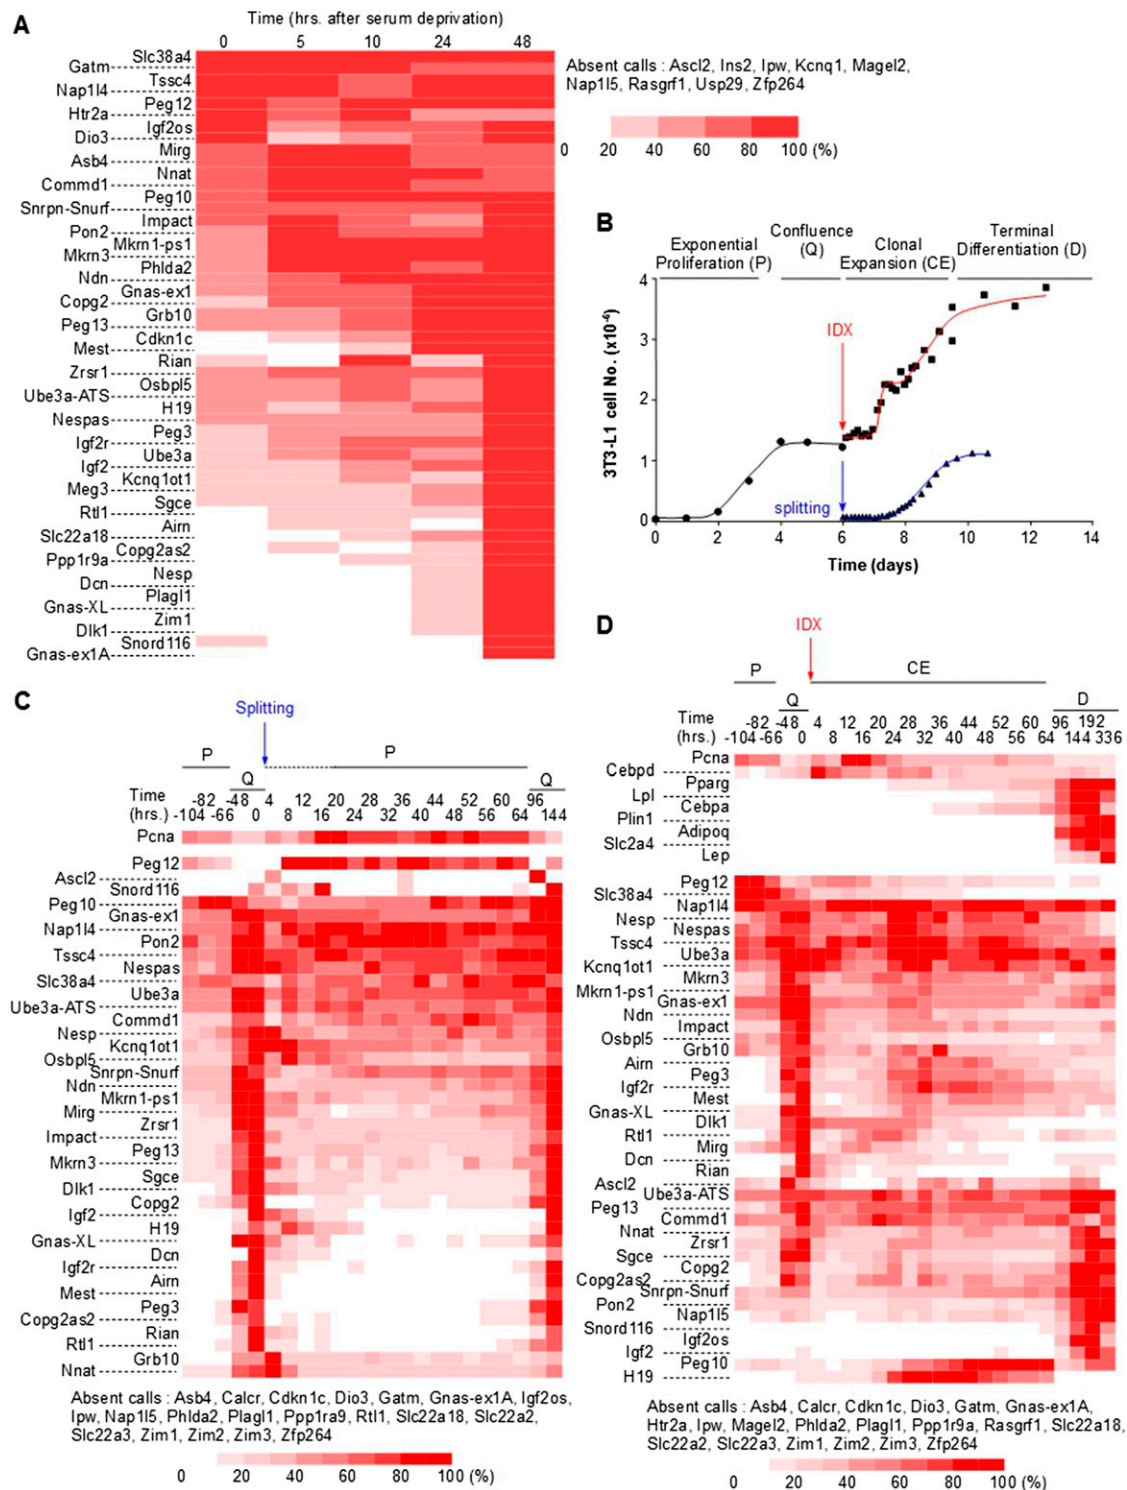 A
Time (hrs. after serum deprivation)
0 5 10 24 48
Slc38a4
Gatm
Tssc4
Nap1l4
Peg12
Htr2a
Igf2os
Dio3
Mirg
Asb4
Nnat
Commd1
Peg10
Snrpn-Snurf
Impact
Pon2
Mkrn1-ps1
Mkrn3
Phlda2
Ndn
Gnas-ex1
Copg2
Grb10
Peg13
Cdkn1c
Mest
Rian
Zrsr1
Osbpl5
Ube3a-ATS
H19
Nespas
Peg3
Igf2r
Ube3a
Igf2
Kcnq1ot1
Meg3
Sgce
Rtl1
Airn
Slc22a18
Copg2as2
Ppp1r9a
Nesp
Dcn
Plagl1
Gnas-XL
Zim1
Dlk1
Snord116
Gnas-ex1A
Absent calls : Ascl2, Ins2, Ipw, Kcnq1, Magel2,
Nap1l5, Rasgrf1, Usp29, Zfp264
0 20 40 60 80 100 (%)
B
Exponential
Proliferation (P)
Confluence
(Q)
Clonal
Expansion (CE)
Terminal
Differentiation (D)
3T3-L1 cell No. (x10⁻⁶)
4
3
2
1
0
IDX
splitting
0 2 4 6 8 10 12 14
Time (days)
C
Splitting
P P
Q Q
Time
(hrs.)
-82 -48 4 12 20 28 36 44 52 60 96
-104 -66 0 8 16 24 32 40 48 56 64 144
Pcna
Peg12
Ascl2
Snord116
Peg10
Gnas-ex1
Nap1l4
Pon2
Tssc4
Nespas
Slc38a4
Ube3a
Ube3a-ATS
Commd1
Nesp
Kcnq1ot1
Osbpl5
Snrpn-Snurf
Ndn
Mkrn1-ps1
Mirg
Zrsr1
Impact
Peg13
Mkrn3
Sgce
Dlk1
Copg2
Igf2
H19
Gnas-XL
Dcn
Igf2r
Airn
Mest
Peg3
Copg2as2
Rian
Rtl1
Grb10
Nnat
Absent calls : Asb4, Calcr, Cdkn1c, Dio3, Gatm, Gnas-ex1A, Igf2os,
Ipw, Nap1l5, Phlda2, Plagl1, Ppp1ra9, Rtl1, Slc22a18, Slc22a2,
Slc22a3, Zim1, Zim2, Zim3, Zfp264
0 20 40 60 80 100 (%)
D
IDX
P CE
Q D
Time
(hrs.)
-82 -48 4 12 20 28 36 44 52 60 96 192
-104 -66 0 8 16 24 32 40 48 56 64 144 336
Pcna
Cebpd
Pparg
Lpl
Cebpa
Plin1
Adipoq
Slc2a4
Lep
Peg12
Slc38a4
Nap1l4
Nesp
Nespas
Tssc4
Ube3a
Kcnq1ot1
Mkrn3
Mkrn1-ps1
Gnas-ex1
Ndn
Impact
Osbpl5
Grb10
Airn
Peg3
Igf2r
Mest
Gnas-XL
Dlk1
Rtl1
Mirg
Dcn
Rian
Ascl2
Ube3a-ATS
Peg13
Commd1
Nnat
Zrsr1
Sgce
Copg2
Copg2as2
Snrpn-Snurf
Pon2
Nap1l5
Snord116
Igf2os
Igf2
Peg10
H19
Absent calls : Asb4, Calcr, Cdkn1c, Dio3, Gatm, Gnas-ex1A,
Htr2a, Ipw, Magel2, Phlda2, Plagl1, Ppp1r9a, Rasgrf1, Slc22a18,
Slc22a2, Slc22a3, Zim1, Zim2, Zim3, Zfp264
0 20 40 60 80 100 (%)